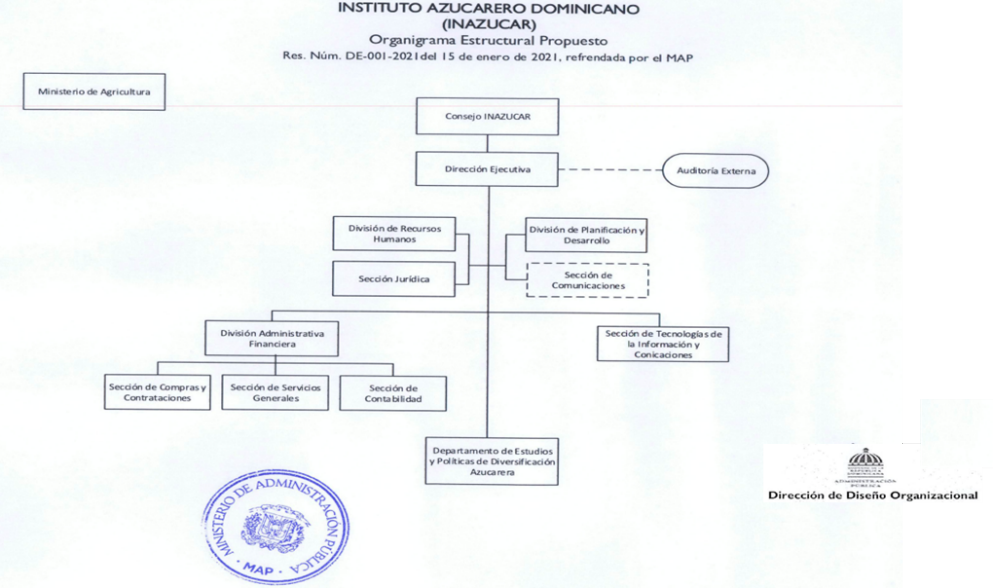 INSTITUTO AZUCARERO DOMINICANO
(INAZUCAR)
Organigrama Estructural Propuesto
Res. Núm. DE-001-2021del 15 de enero de 2021, refrendada por el MAP
Ministerio de Agricultura
Consejo INAZUCAR
Dirección Ejecutiva
Auditoría Externa
División de Recursos
Humanos
División de Planificación y
Desarrollo
Sección Jurídica
Sección de
Comunicaciones
División Administrativa
Financiera
Sección de Tecnologías de
la Información y
Conicaciones
Sección de Compras y
Contrataciones
Sección de Servicios
Generales
Sección de
Contabilidad
Departamento de Estudios
y Políticas de Diversificación
Azucarera
MINISTERIO DE ADMINISTRACIÓN PÚBLICA
· MAP ·
ADMINISTRACIÓN
PÚBLICA
Dirección de Diseño Organizacional